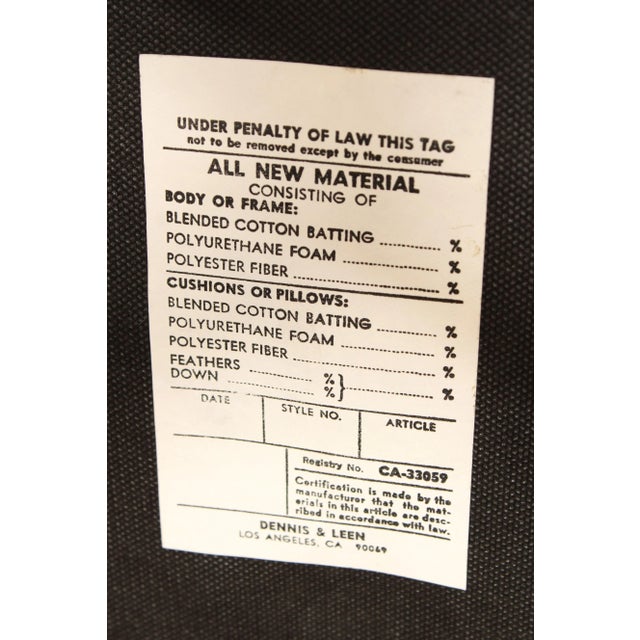 UNDER PENALTY OF LAW THIS TAG
not to be removed except by the consumer
ALL NEW MATERIAL
CONSISTING OF
BODY OR FRAME:
BLENDED COTTON BATTING .............. %
POLYURETHANE FOAM .................... %
POLYESTER FIBER ............................ %
CUSHIONS OR PILLOWS:
BLENDED COTTON BATTING .............. %
POLYURETHANE FOAM .................... %
POLYESTER FIBER ............................ %
FEATHERS .................. %
DOWN ...................... % } .............. %
DATE STYLE NO. ARTICLE
Registry No. CA-33059
Certification is made by the
manufacturer that the mat-
erials in this article are desc-
ribed in accordance with law.
DENNIS & LEEN
LOS ANGELES, CA 90069